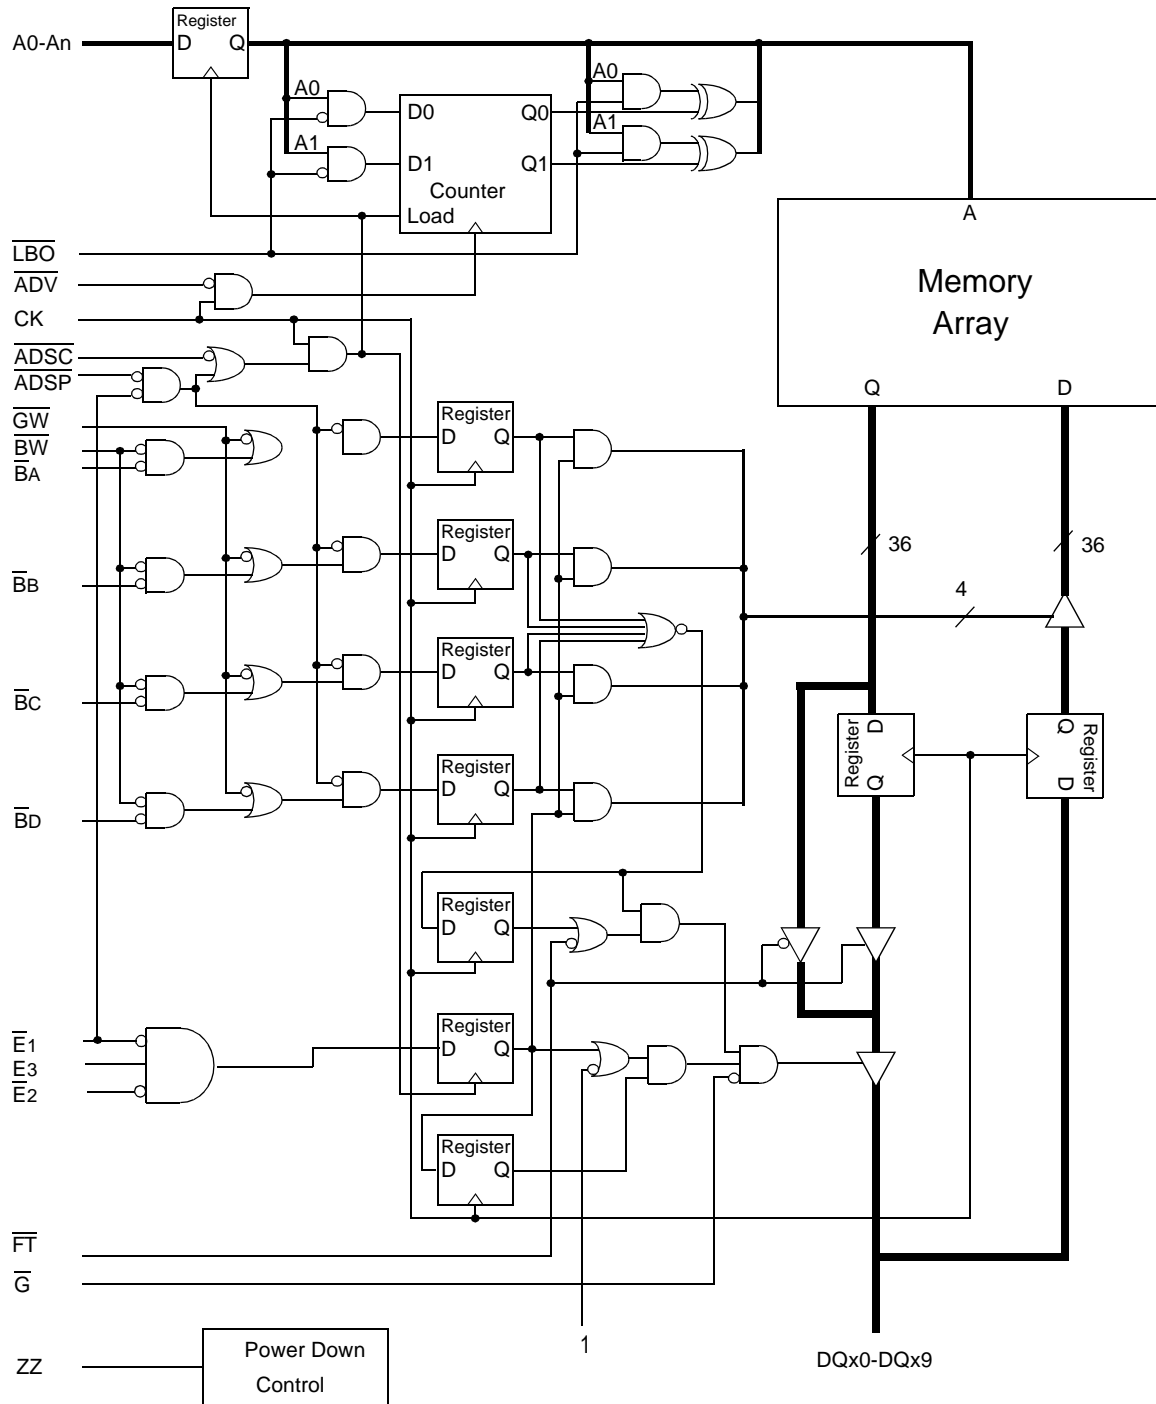 Register
A0-An
D Q
A0
A0
D0 Q0
A1
A1
D1 Q1
Counter
Load
A
LBO
ADV
Memory
CK
Array
ADSC
ADSP
Q D
GW
Register
BW
D Q
BA
Register
36 36
D Q
BB
4
Register
D Q
BC
D Q
Register Register
Q D
Register
D Q
BD
Register
D Q
Register
E1
D Q
E3
E2
Register
D Q
FT
G
1
Power Down
ZZ
DQx0-DQx9
Control